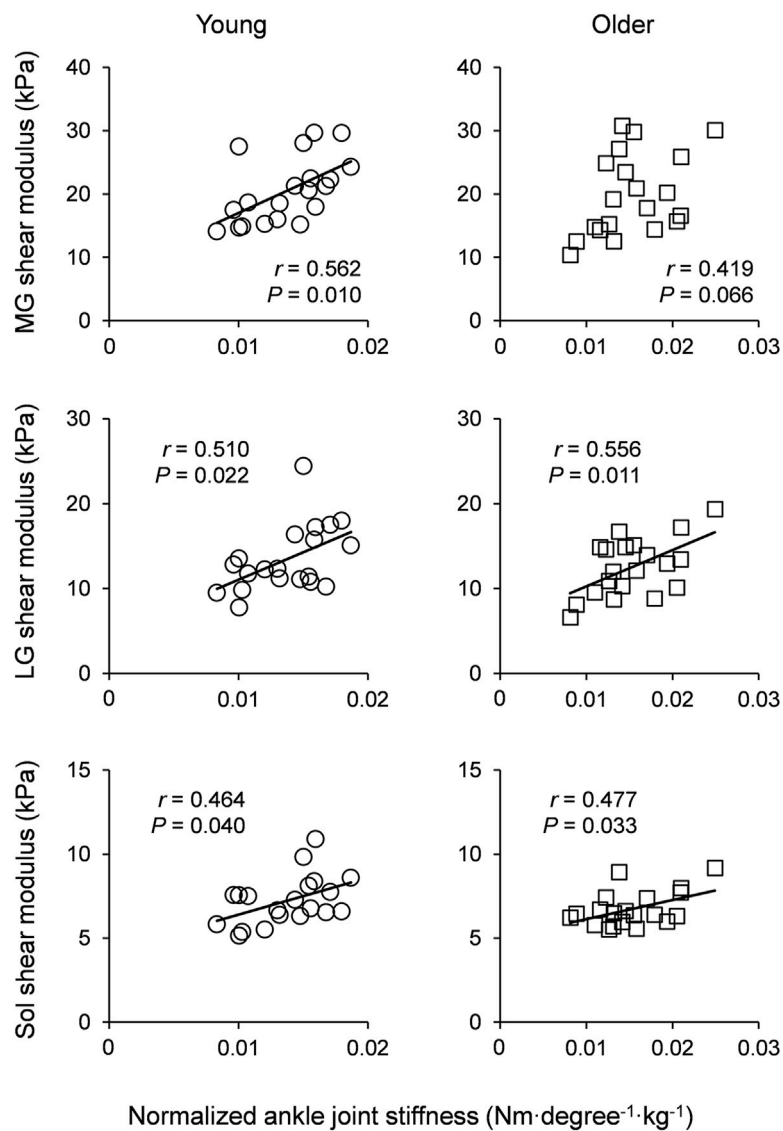 Young
Older
MG shear modulus (kPa)
40
30
20
10
0
r = 0.562
P = 0.010
0
0.01
0.02
r = 0.419
P = 0.066
40
30
20
10
0
0
0.01
0.02
0.03
LG shear modulus (kPa)
30
20
10
0
r = 0.510
P = 0.022
0
0.01
0.02
30
20
10
0
r = 0.556
P = 0.011
0
0.01
0.02
0.03
Sol shear modulus (kPa)
15
10
5
0
r = 0.464
P = 0.040
0
0.01
0.02
15
10
5
0
r = 0.477
P = 0.033
0
0.01
0.02
0.03
Normalized ankle joint stiffness (Nm·degree⁻¹·kg⁻¹)